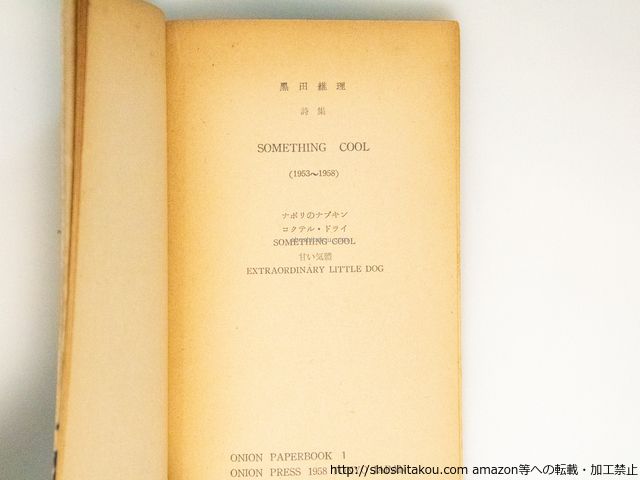 黒田維理
詩集
SOMETHING COOL
(1953〜1958)
ナポリのナプキン
コクテル・ドライ
SOMETHING COOL
甘い気體
EXTRAORDINARY LITTLE DOG
ONION PAPERBOOK 1
ONION PRESS 1958
http://shoshitakou.com amazon等への転載・加工禁止